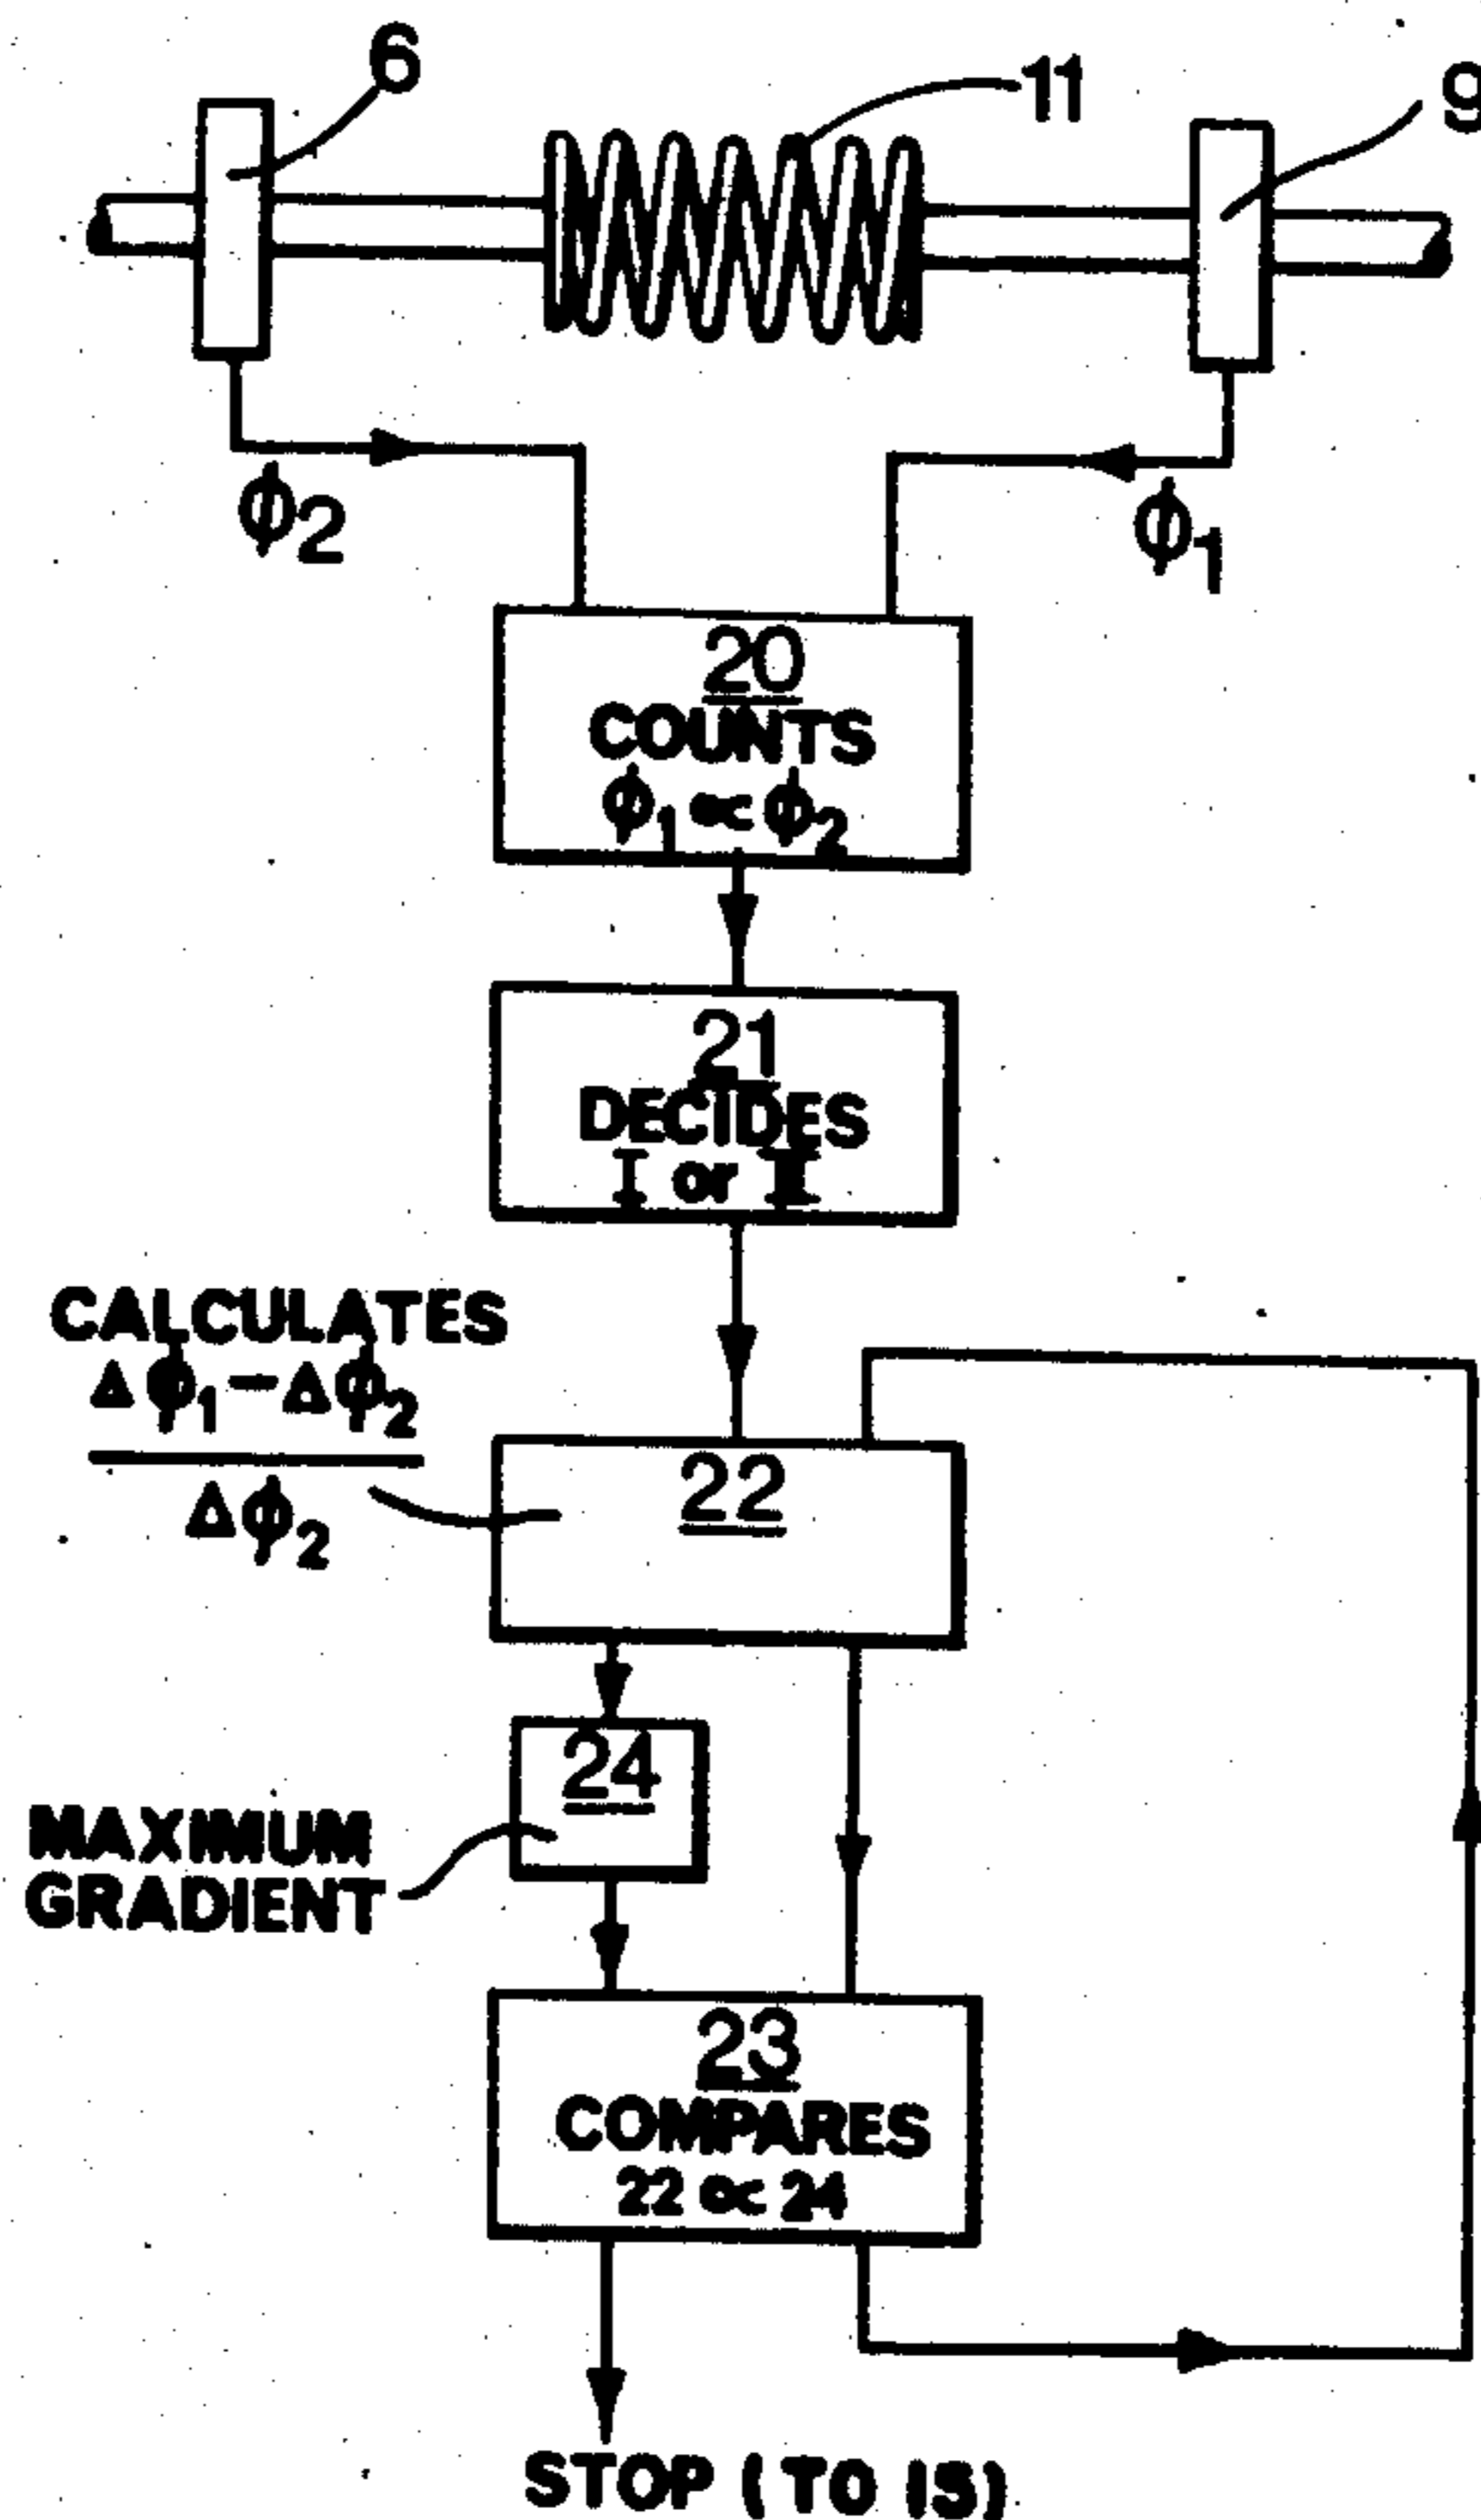 6
11
9
ϕ2
ϕ1
20
COUNTS
ϕ1 ∝ ϕ2
21
DECIDES
I or II
CALCULATES
Δϕ1 − Δϕ2
Δϕ2
22
24
MAXIMUM
GRADIENT
23
COMPARES
22 ∝ 24
STOP (TO